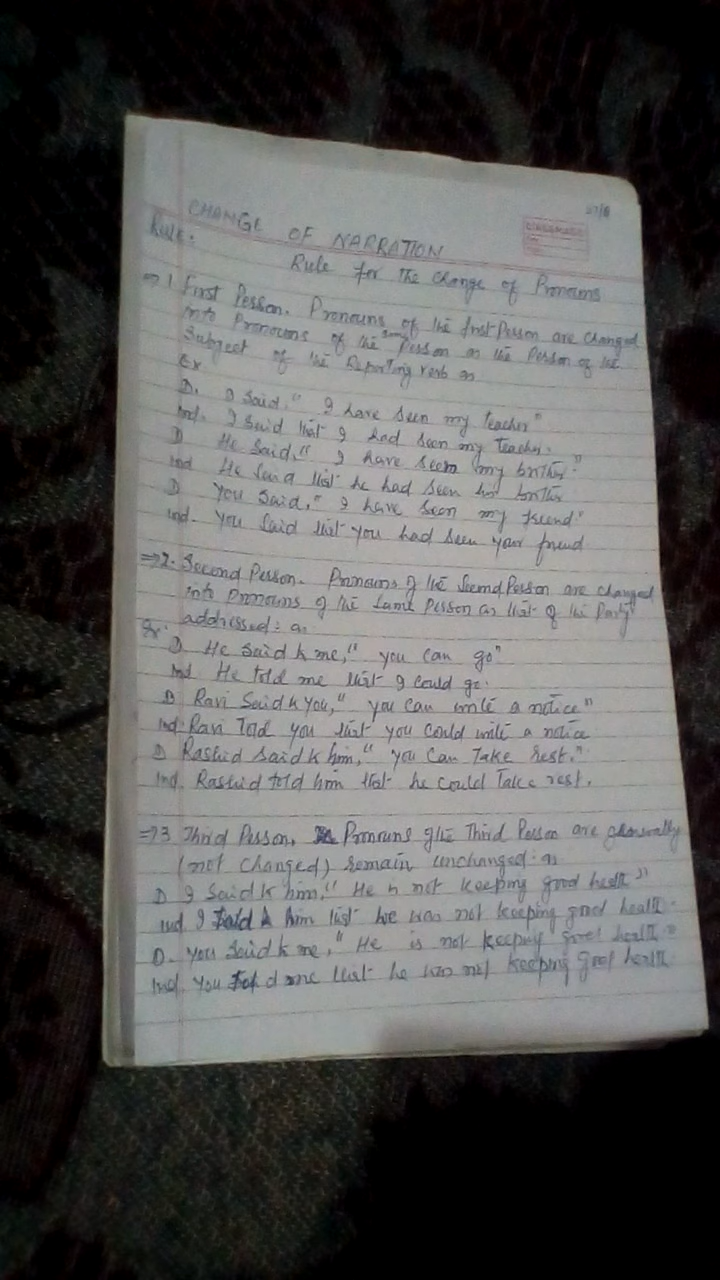 27/8
CLASSMATE
CHANGE OF NARRATION
Rule:
Rule for the change of Pronouns
⇒ 1 First Person. Pronouns of the first Person are changed
into Pronouns of the same Person as the Person of the
Subject of the Reporting verb as
Ex
D. I Said," I have seen my teacher"
Ind. I Said that I had seen my teacher.
D He Said," I have seen my brother"
Ind He Said that he had seen his brother
D You Said," I have seen my friend"
Ind. You Said that you had seen your friend
⇒2. Second Person. Pronouns of the Second Person are changed
into Pronouns of the same Person as that of the Party
addressed: as
Ex.
D. He Said to me," you can go"
Ind. He told me that I could go.
D Ravi Said to You," you can write a notice"
Ind. Ravi Told you that you could write a notice
D Rashid Said to him," you Can Take rest."
Ind. Rashid told him that he could Take rest.
⇒3 Third Person. Pronouns of the Third Person are generally
(not changed) remain unchanged: as
D I Said to him," He is not keeping good health"
Ind. I told him that he was not keeping good health.
D. You Said to me," He is not keeping good health"
Ind. You told me that he was not keeping good health